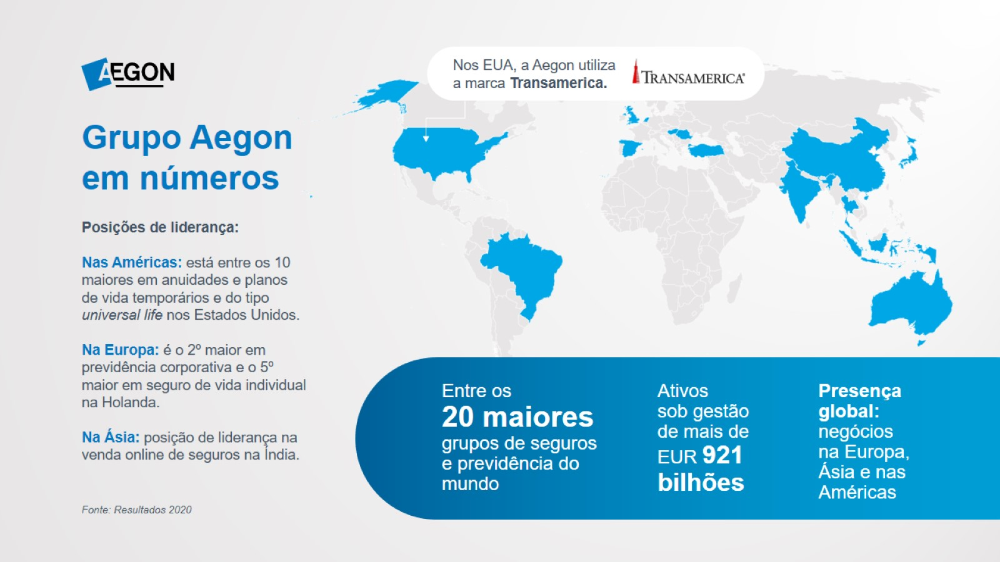 AEGON
Grupo Aegon
em números
Posições de liderança:
Nas Américas: está entre os 10
maiores em anuidades e planos
de vida temporários e do tipo
universal life nos Estados Unidos.
Na Europa: é o 2º maior em
previdência corporativa e o 5º
maior em seguro de vida individual
na Holanda.
Na Ásia: posição de liderança na
venda online de seguros na Índia.
Fonte: Resultados 2020
Nos EUA, a Aegon utiliza
a marca Transamerica.
TRANSAMERICA®
Entre os
20 maiores
grupos de seguros
e previdência do
mundo
Ativos
sob gestão
de mais de
EUR 921
bilhões
Presença
global:
negócios
na Europa,
Ásia e nas
Américas